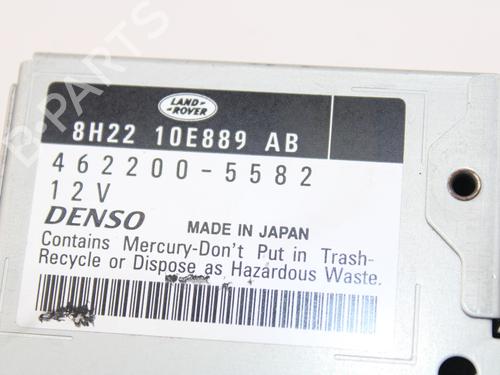 LAND-
ROVER
8H22 10E889 AB
462200-5582
12V
DENSO MADE IN JAPAN
Contains Mercury-Don't Put in Trash-
Recycle or Dispose as Hazardous Waste.
B-PARTS